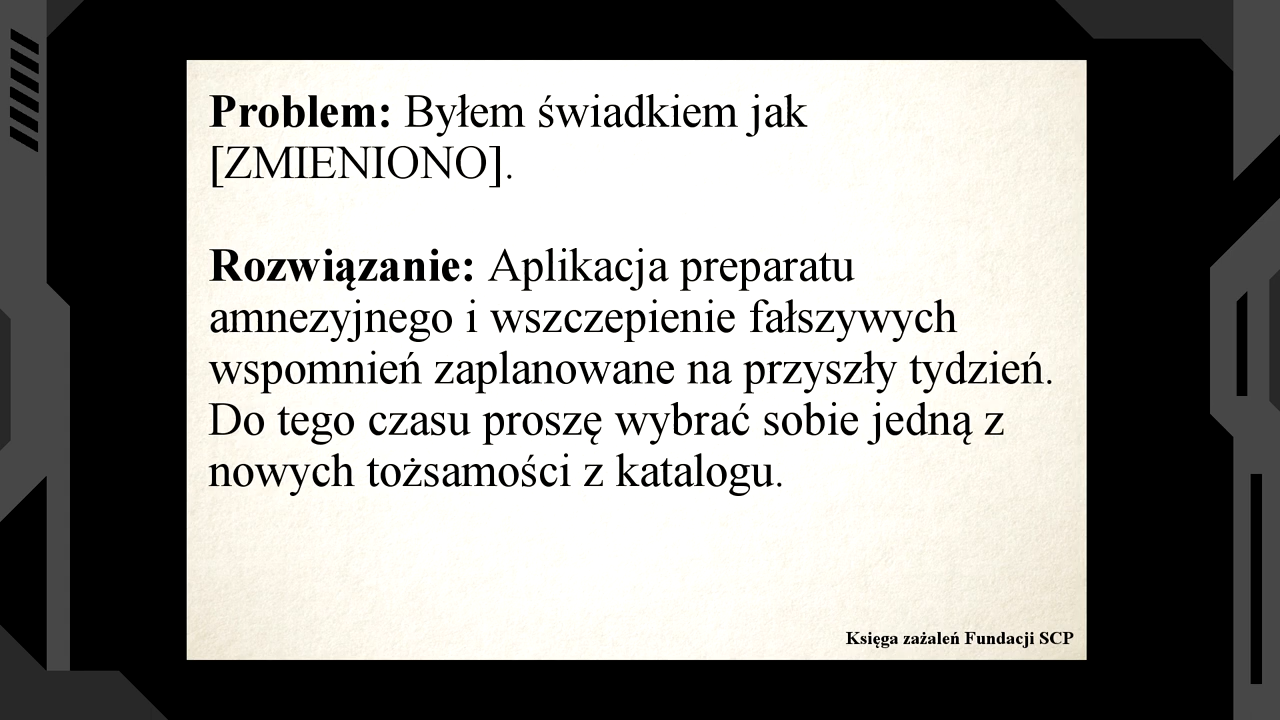 Problem: Byłem świadkiem jak
[ZMIENIONO].
Rozwiązanie: Aplikacja preparatu
amnezyjnego i wszczepienie fałszywych
wspomnień zaplanowane na przyszły tydzień.
Do tego czasu proszę wybrać sobie jedną z
nowych tożsamości z katalogu.
Księga zażaleń Fundacji SCP